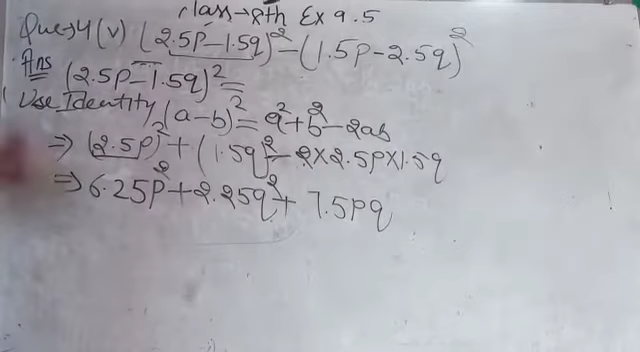 class→8th Ex 9.5
Ques→4(v) (2.5p-1.5q)²-(1.5p-2.5q)²
Ans (2.5p-1.5q)²=
Use Identity (a-b)²=a²+b²-2ab
⇒ (2.5p)²+(1.5q)²-2×2.5p×1.5q
⇒ 6.25p²+2.25q²+7.5pq